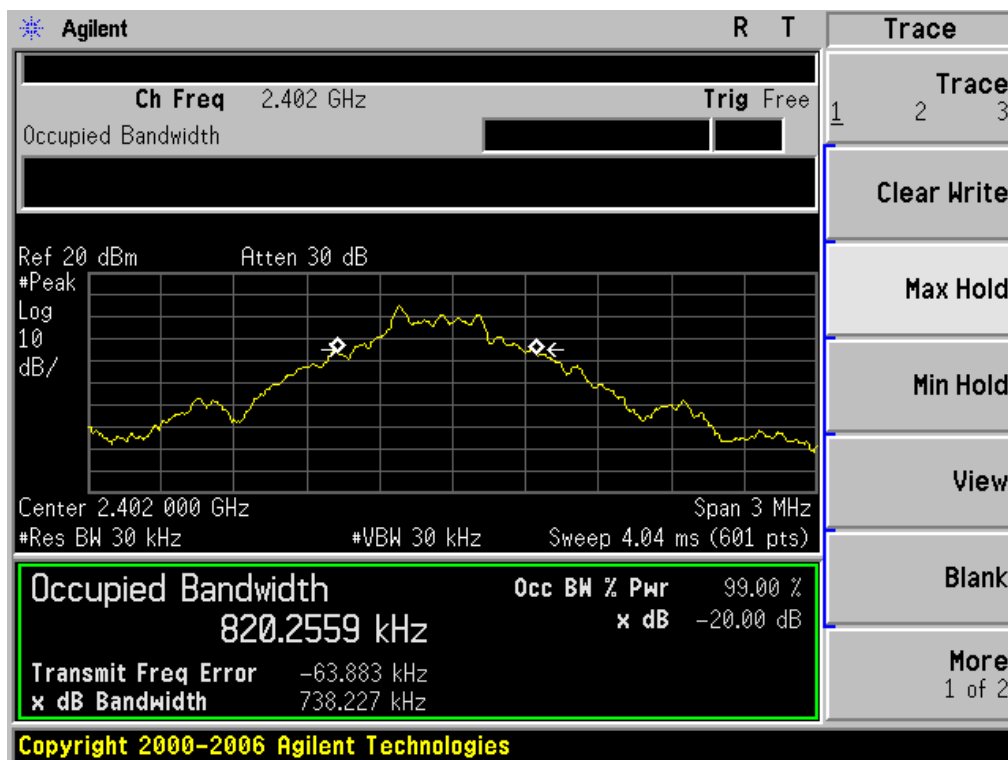 Agilent R T
Trace
Ch Freq 2.402 GHz Trig Free
Occupied Bandwidth
Ref 20 dBm Atten 30 dB
#Peak
Log
10
dB/
Center 2.402 000 GHz Span 3 MHz
#Res BW 30 kHz #VBW 30 kHz Sweep 4.04 ms (601 pts)
Occupied Bandwidth
820.2559 kHz
Occ BW % Pwr 99.00 %
x dB -20.00 dB
Transmit Freq Error -63.883 kHz
x dB Bandwidth 738.227 kHz
Trace
1 2 3
Clear Write
Max Hold
Min Hold
View
Blank
More
1 of 2
Copyright 2000-2006 Agilent Technologies